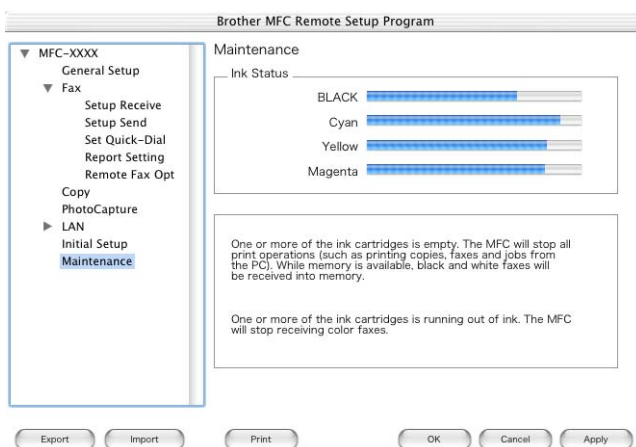 Brother MFC Remote Setup Program
MFC-XXXX
General Setup
Fax
Setup Receive
Setup Send
Set Quick-Dial
Report Setting
Remote Fax Opt
Copy
PhotoCapture
LAN
Initial Setup
Maintenance
Maintenance
Ink Status
BLACK
Cyan
Yellow
Magenta
One or more of the ink cartridges is empty. The MFC will stop all
print operations (such as printing copies, faxes and jobs from
the PC). While memory is available, black and white faxes will
be received into memory.
One or more of the ink cartridges is running out of ink. The MFC
will stop receiving color faxes.
Export Import Print OK Cancel Apply